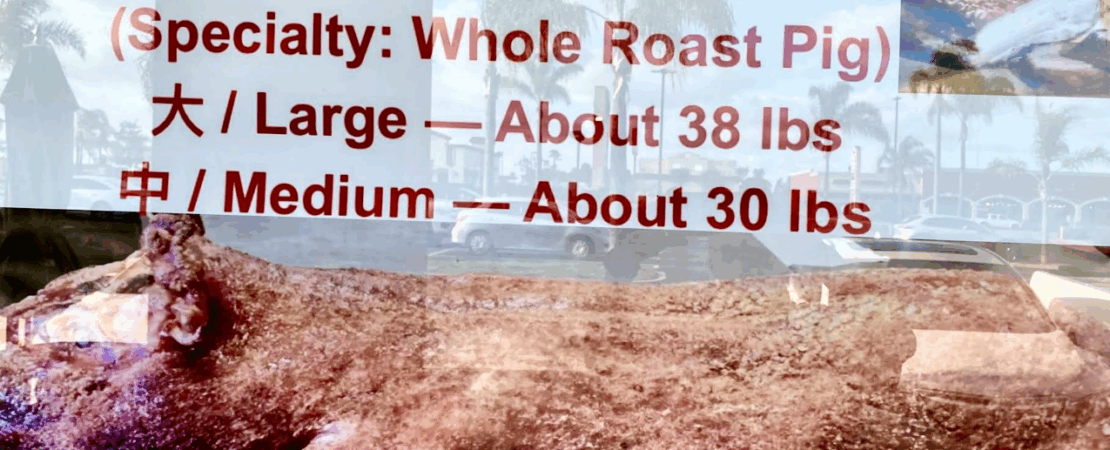 (Specialty: Whole Roast Pig)
大 / Large — About 38 lbs
中 / Medium — About 30 lbs